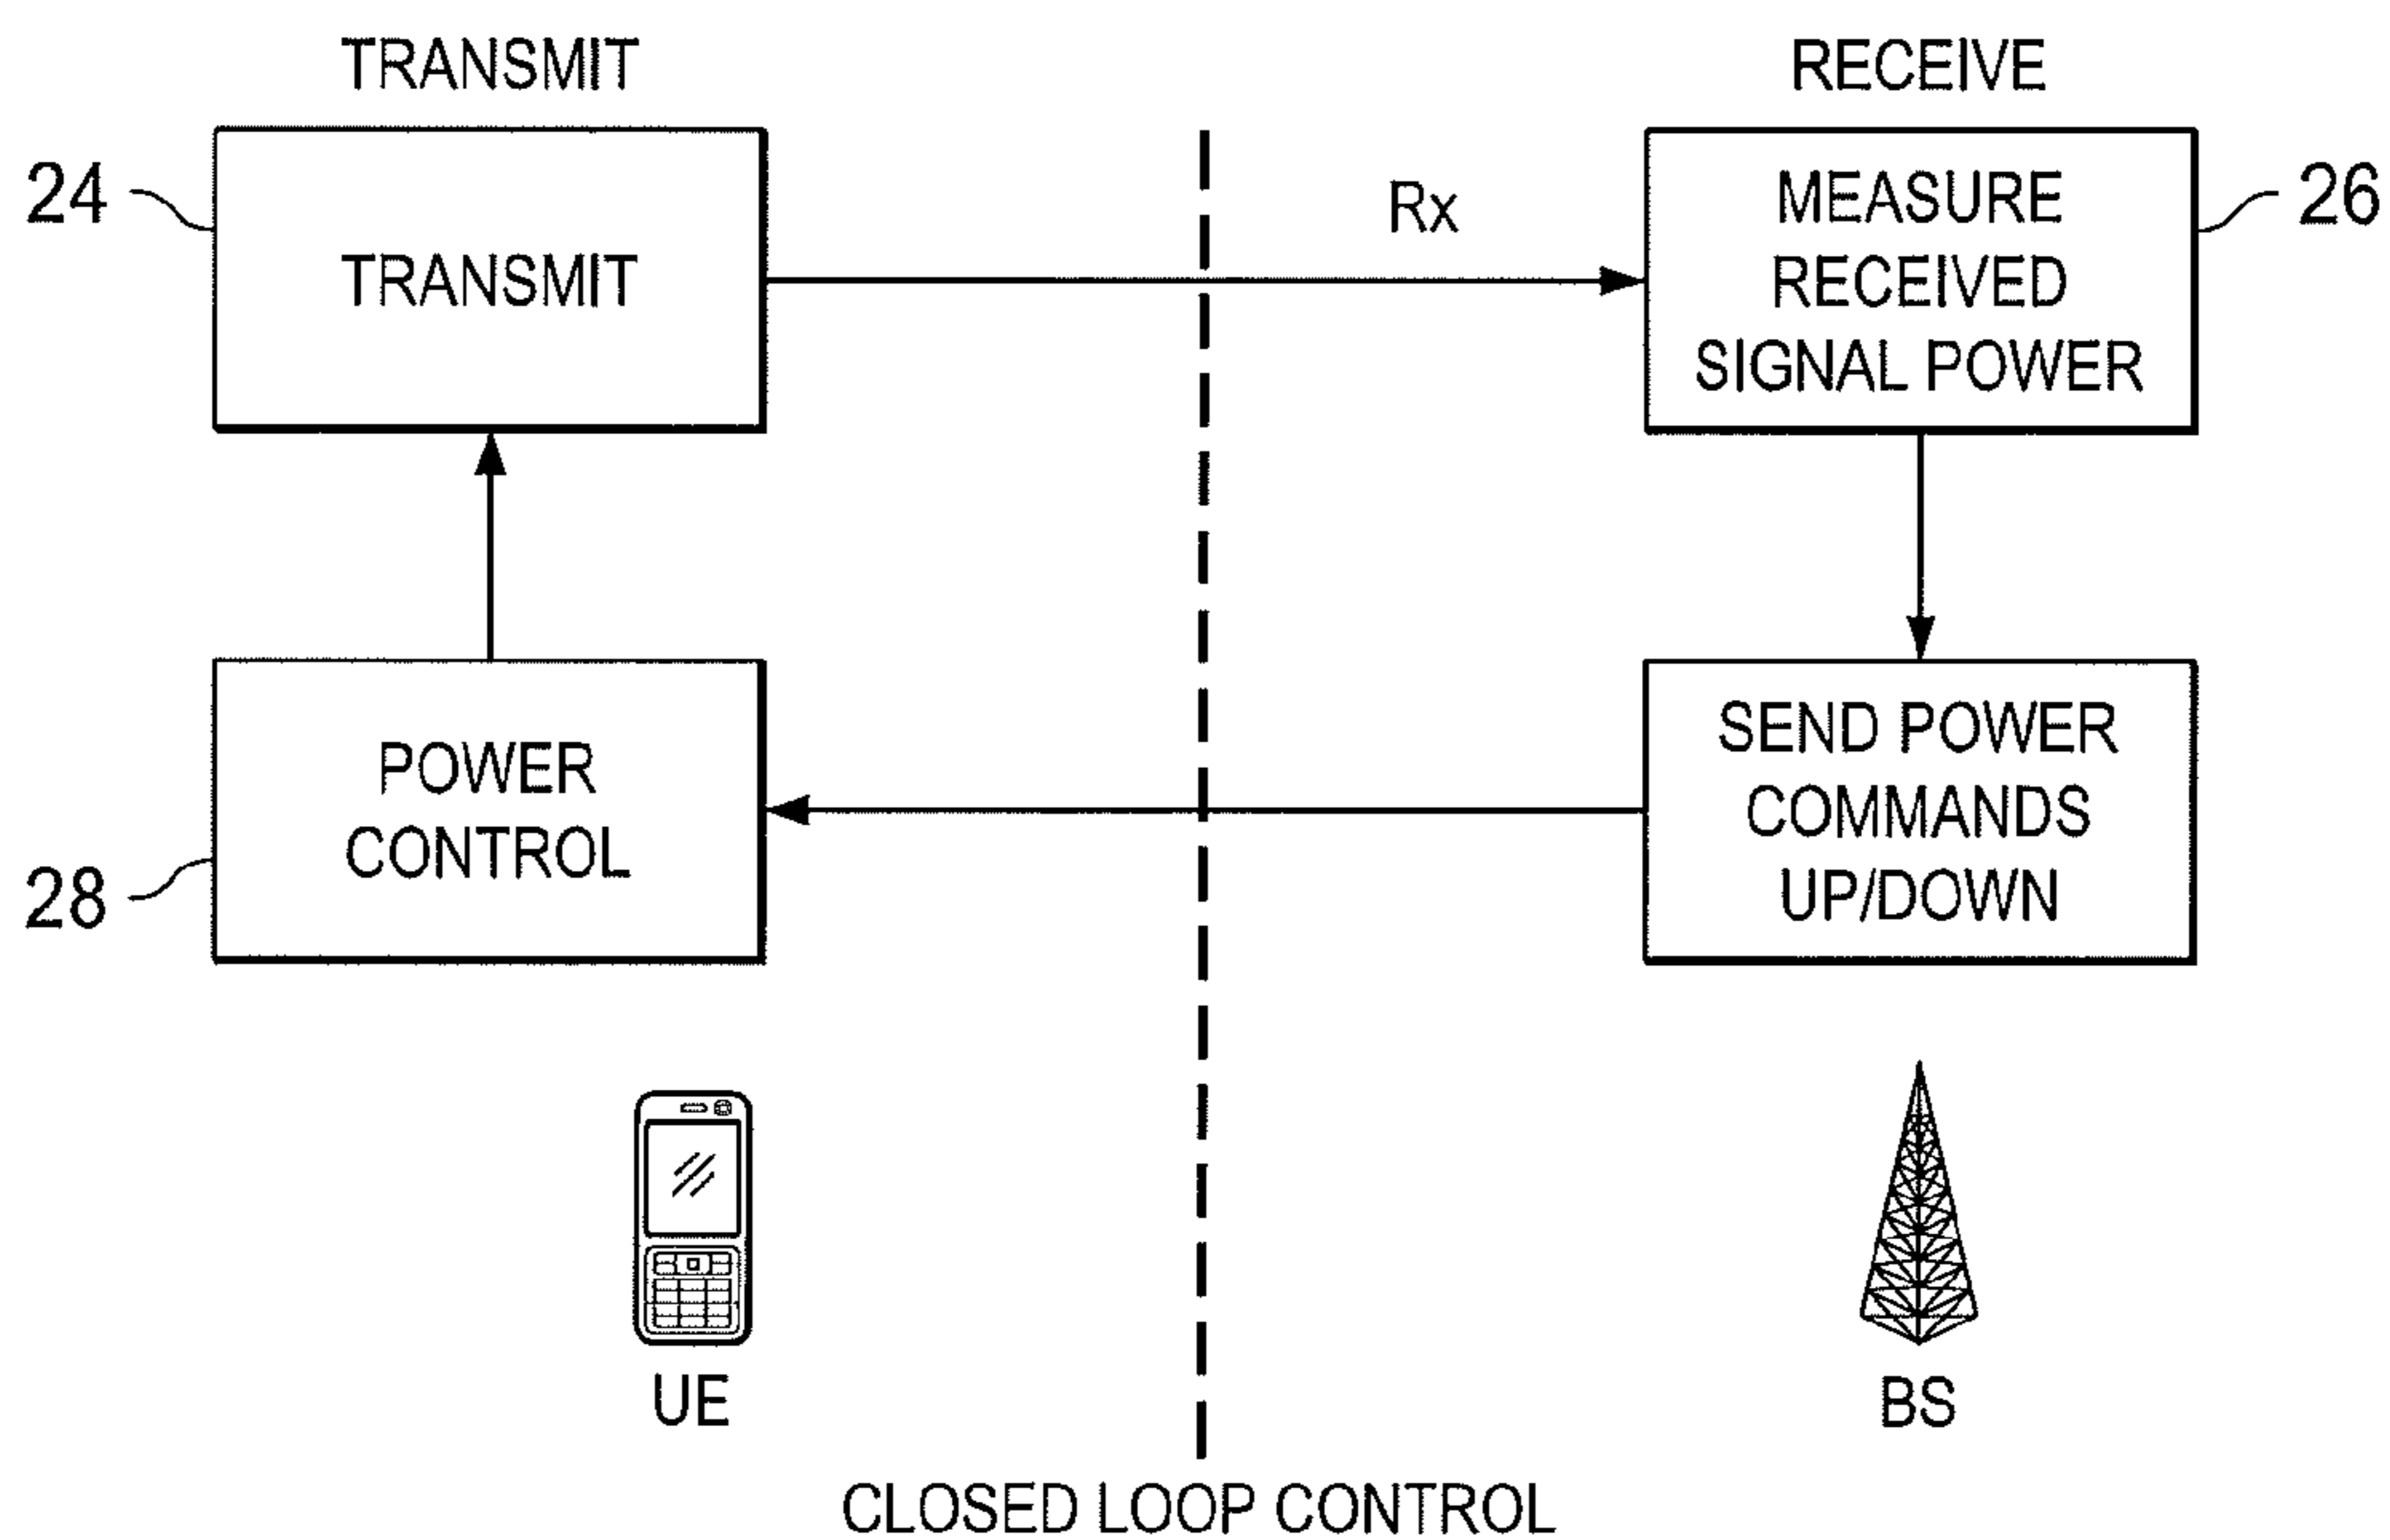 TRANSMIT
RECEIVE
24
TRANSMIT
Rx
MEASURE
RECEIVED
SIGNAL POWER
26
28
POWER
CONTROL
SEND POWER
COMMANDS
UP/DOWN
UE
BS
CLOSED LOOP CONTROL